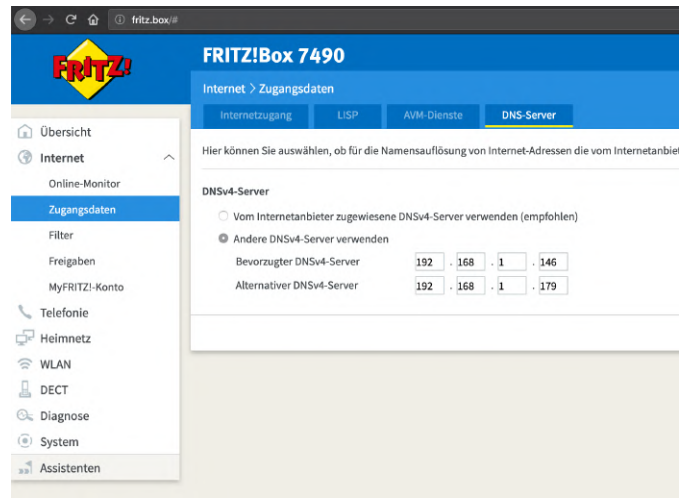 fritz.box/#
FRITZ!
FRITZ!Box 7490
Internet > Zugangsdaten
Internetzugang LISP AVM-Dienste DNS-Server
Übersicht
Internet
Online-Monitor
Zugangsdaten
Filter
Freigaben
MyFRITZ!-Konto
Telefonie
Heimnetz
WLAN
DECT
Diagnose
System
Assistenten
Hier können Sie auswählen, ob für die Namensauflösung von Internet-Adressen die vom Internetanbiet
DNSv4-Server
Vom Internetanbieter zugewiesene DNSv4-Server verwenden (empfohlen)
Andere DNSv4-Server verwenden
Bevorzugter DNSv4-Server 192 . 168 . 1 . 146
Alternativer DNSv4-Server 192 . 168 . 1 . 179